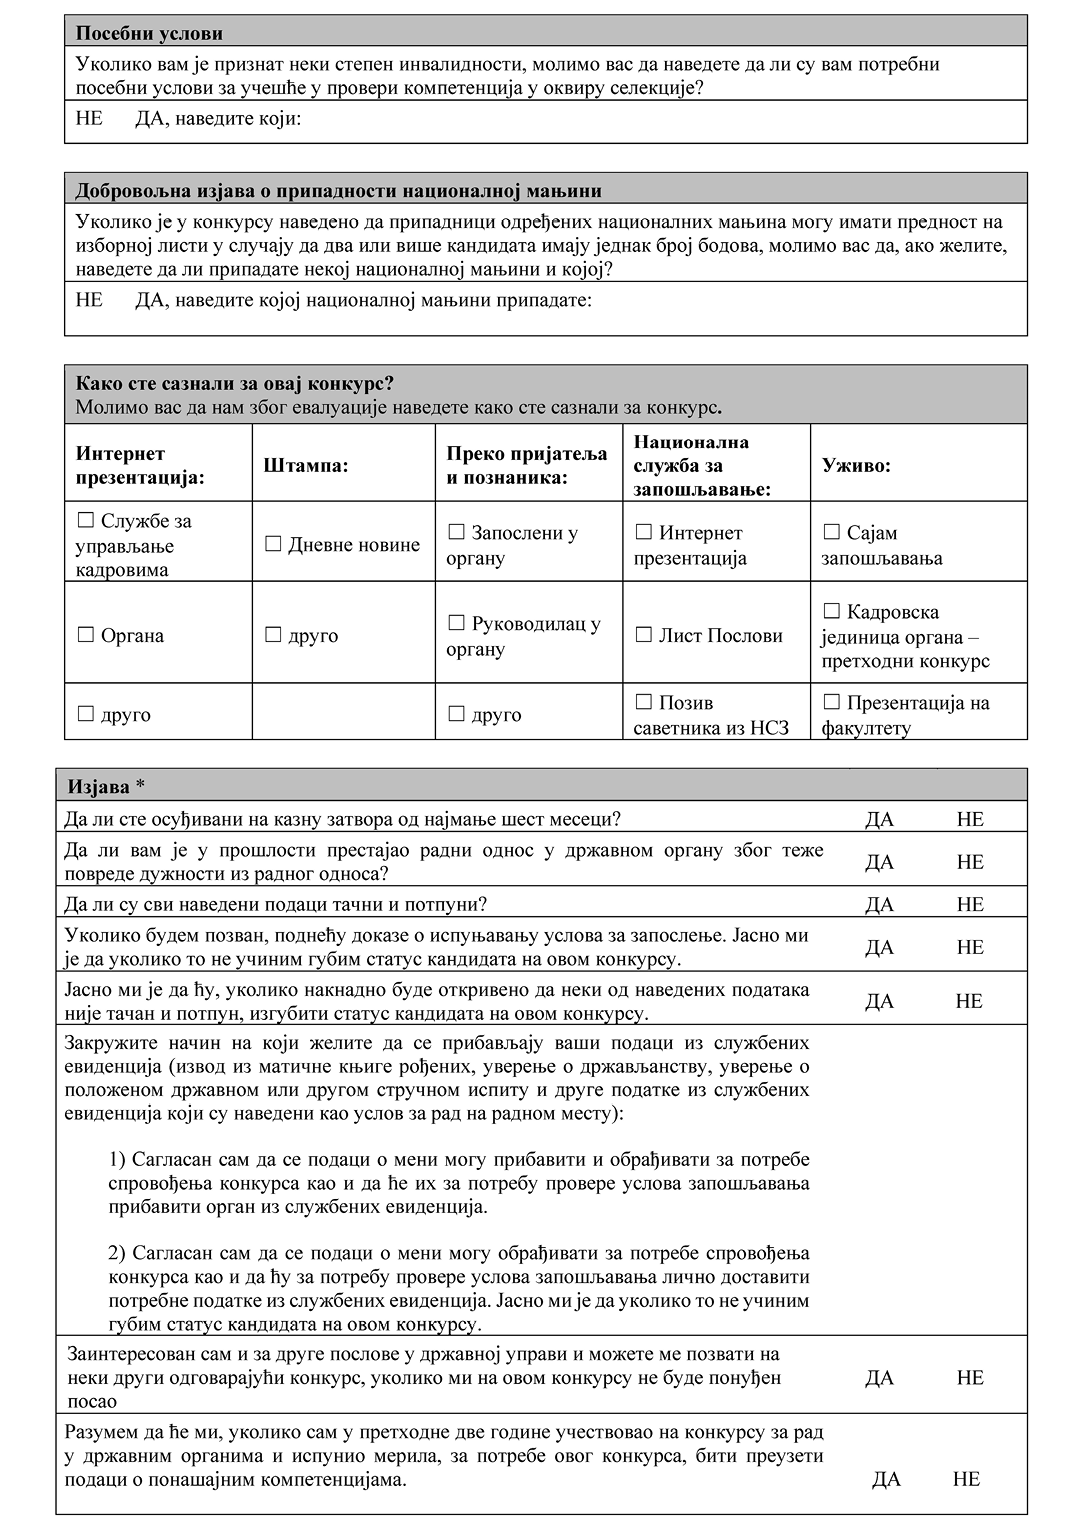 Посебни услови
Уколико вам је признат неки степен инвалидности, молимо вас да наведете да ли су вам потребни
посебни услови за учешће у провери компетенција у оквиру селекције?
НЕ ДА, наведите који:
Добровољна изјава о припадности националној мањини
Уколико је у конкурсу наведено да припадници одређених националних мањина могу имати предност на
изборној листи у случају да два или више кандидата имају једнак број бодова, молимо вас да, ако желите,
наведете да ли припадате некој националној мањини и којој?
НЕ ДА, наведите којој националној мањини припадате:
Како сте сазнали за овај конкурс?
Молимо вас да нам због евалуације наведете како сте сазнали за конкурс.
Интернет
презентација:
Штампа:
Преко пријатеља
и познаника:
Национална
служба за
запошљавање:
Уживо:
☐ Службе за
управљање
кадровима
☐ Дневне новине
☐ Запослени у
органу
☐ Интернет
презентација
☐ Сајам
запошљавања
☐ Органа
☐ друго
☐ Руководилац у
органу
☐ Лист Послови
☐ Кадровска
јединица органа –
претходни конкурс
☐ друго
☐ друго
☐ Позив
саветника из НСЗ
☐ Презентација на
факултету
Изјава *
Да ли сте осуђивани на казну затвора од најмање шест месеци? ДА НЕ
Да ли вам је у прошлости престајао радни однос у државном органу због теже
повреде дужности из радног односа? ДА НЕ
Да ли су сви наведени подаци тачни и потпуни? ДА НЕ
Уколико будем позван, поднећу доказе о испуњавању услова за запослење. Јасно ми
је да уколико то не учиним губим статус кандидата на овом конкурсу. ДА НЕ
Јасно ми је да ћу, уколико накнадно буде откривено да неки од наведених података
није тачан и потпун, изгубити статус кандидата на овом конкурсу. ДА НЕ
Закружите начин на који желите да се прибављају ваши подаци из службених
евиденција (извод из матичне књиге рођених, уверење о држављанству, уверење о
положеном државном или другом стручном испиту и друге податке из службених
евиденција који су наведени као услов за рад на радном месту):
1) Сагласан сам да се подаци о мени могу прибавити и обрађивати за потребе
спровођења конкурса као и да ће их за потребу провере услова запошљавања
прибавити орган из службених евиденција.
2) Сагласан сам да се подаци о мени могу обрађивати за потребе спровођења
конкурса као и да ћу за потребу провере услова запошљавања лично доставити
потребне податке из службених евиденција. Јасно ми је да уколико то не учиним
губим статус кандидата на овом конкурсу.
Заинтересован сам и за друге послове у државној управи и можете ме позвати на
неки други одговарајући конкурс, уколико ми на овом конкурсу не буде понуђен
посао ДА НЕ
Разумем да ће ми, уколико сам у претходне две године учествовао на конкурсу за рад
у државним органима и испунио мерила, за потребе овог конкурса, бити преузети
подаци о понашајним компетенцијама. ДА НЕ